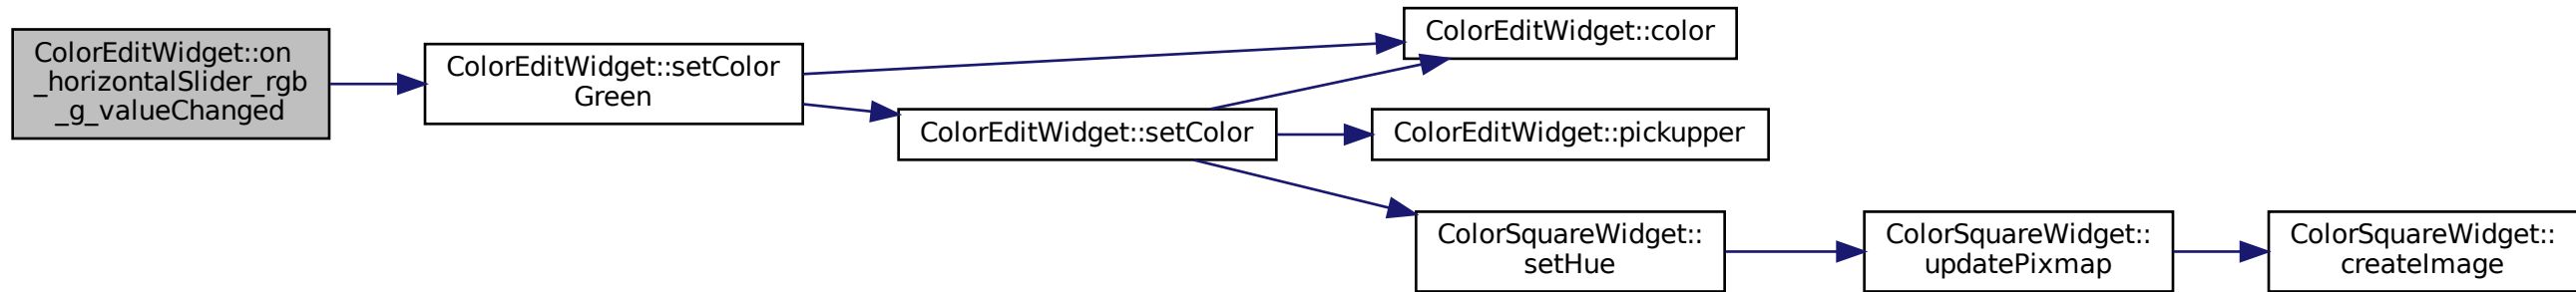 ColorEditWidget::on
_horizontalSlider_rgb
_g_valueChanged
ColorEditWidget::setColor
Green
ColorEditWidget::color
ColorEditWidget::setColor
ColorEditWidget::pickupper
ColorSquareWidget::
setHue
ColorSquareWidget::
updatePixmap
ColorSquareWidget::
createImage